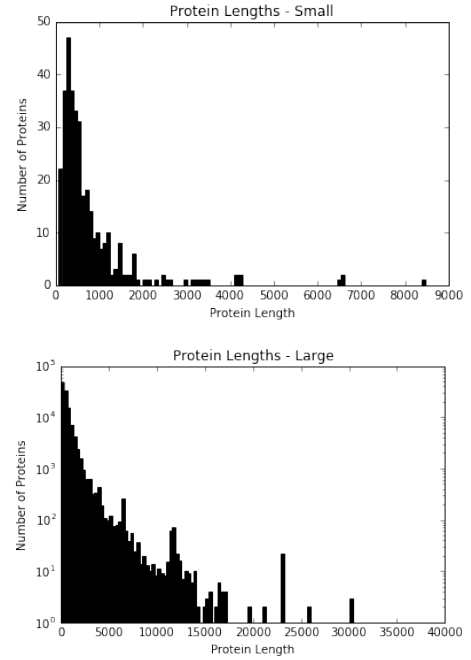 Protein Lengths - Small
50
40
30
20
10
0
Number of Proteins
0 1000 2000 3000 4000 5000 6000 7000 8000 9000
Protein Length
Protein Lengths - Large
10^5
10^4
10^3
10^2
10^1
10^0
Number of Proteins
0 5000 10000 15000 20000 25000 30000 35000 40000
Protein Length